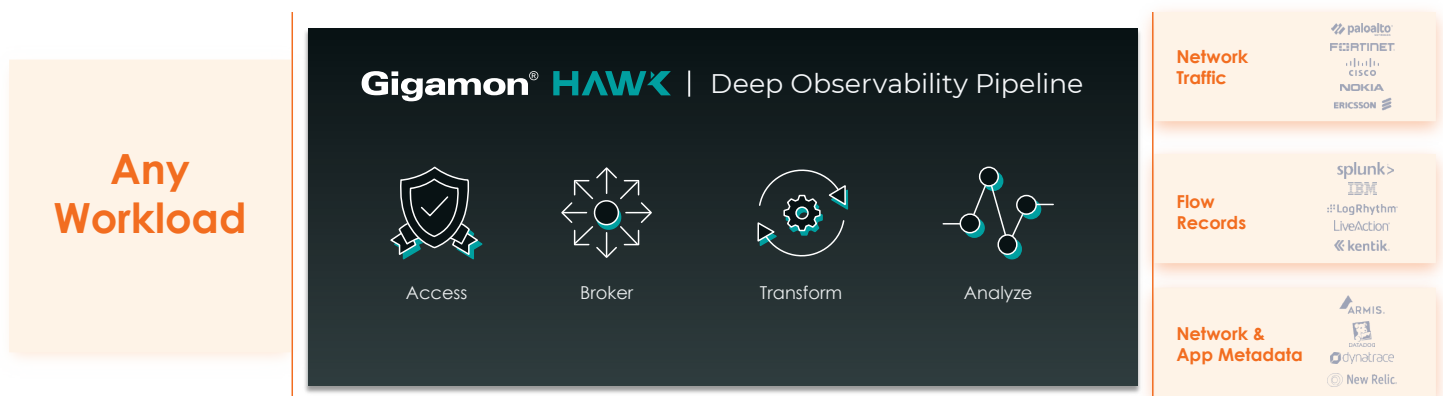 Any
Workload
Gigamon® HAWK | Deep Observability Pipeline
Access
Broker
Transform
Analyze
Network
Traffic
paloalto
FORTINET
CISCO
NOKIA
ERICSSON
Flow
Records
splunk>
IBM
LogRhythm
LiveAction
kentik.
Network &
App Metadata
ARMIS.
DATADOG
dynatrace
New Relic.